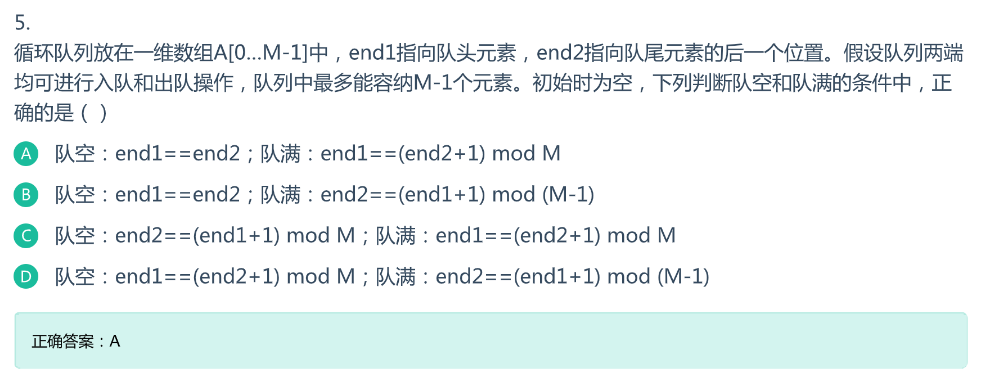 5.
循环队列放在一维数组A[0...M-1]中，end1指向队头元素，end2指向队尾元素的后一个位置。假设队列两端
均可进行入队和出队操作，队列中最多能容纳M-1个元素。初始时为空，下列判断队空和队满的条件中，正
确的是（ ）
A 队空：end1==end2；队满：end1==(end2+1) mod M
B 队空：end1==end2；队满：end2==(end1+1) mod (M-1)
C 队空：end2==(end1+1) mod M；队满：end1==(end2+1) mod M
D 队空：end1==(end2+1) mod M；队满：end2==(end1+1) mod (M-1)
正确答案：A